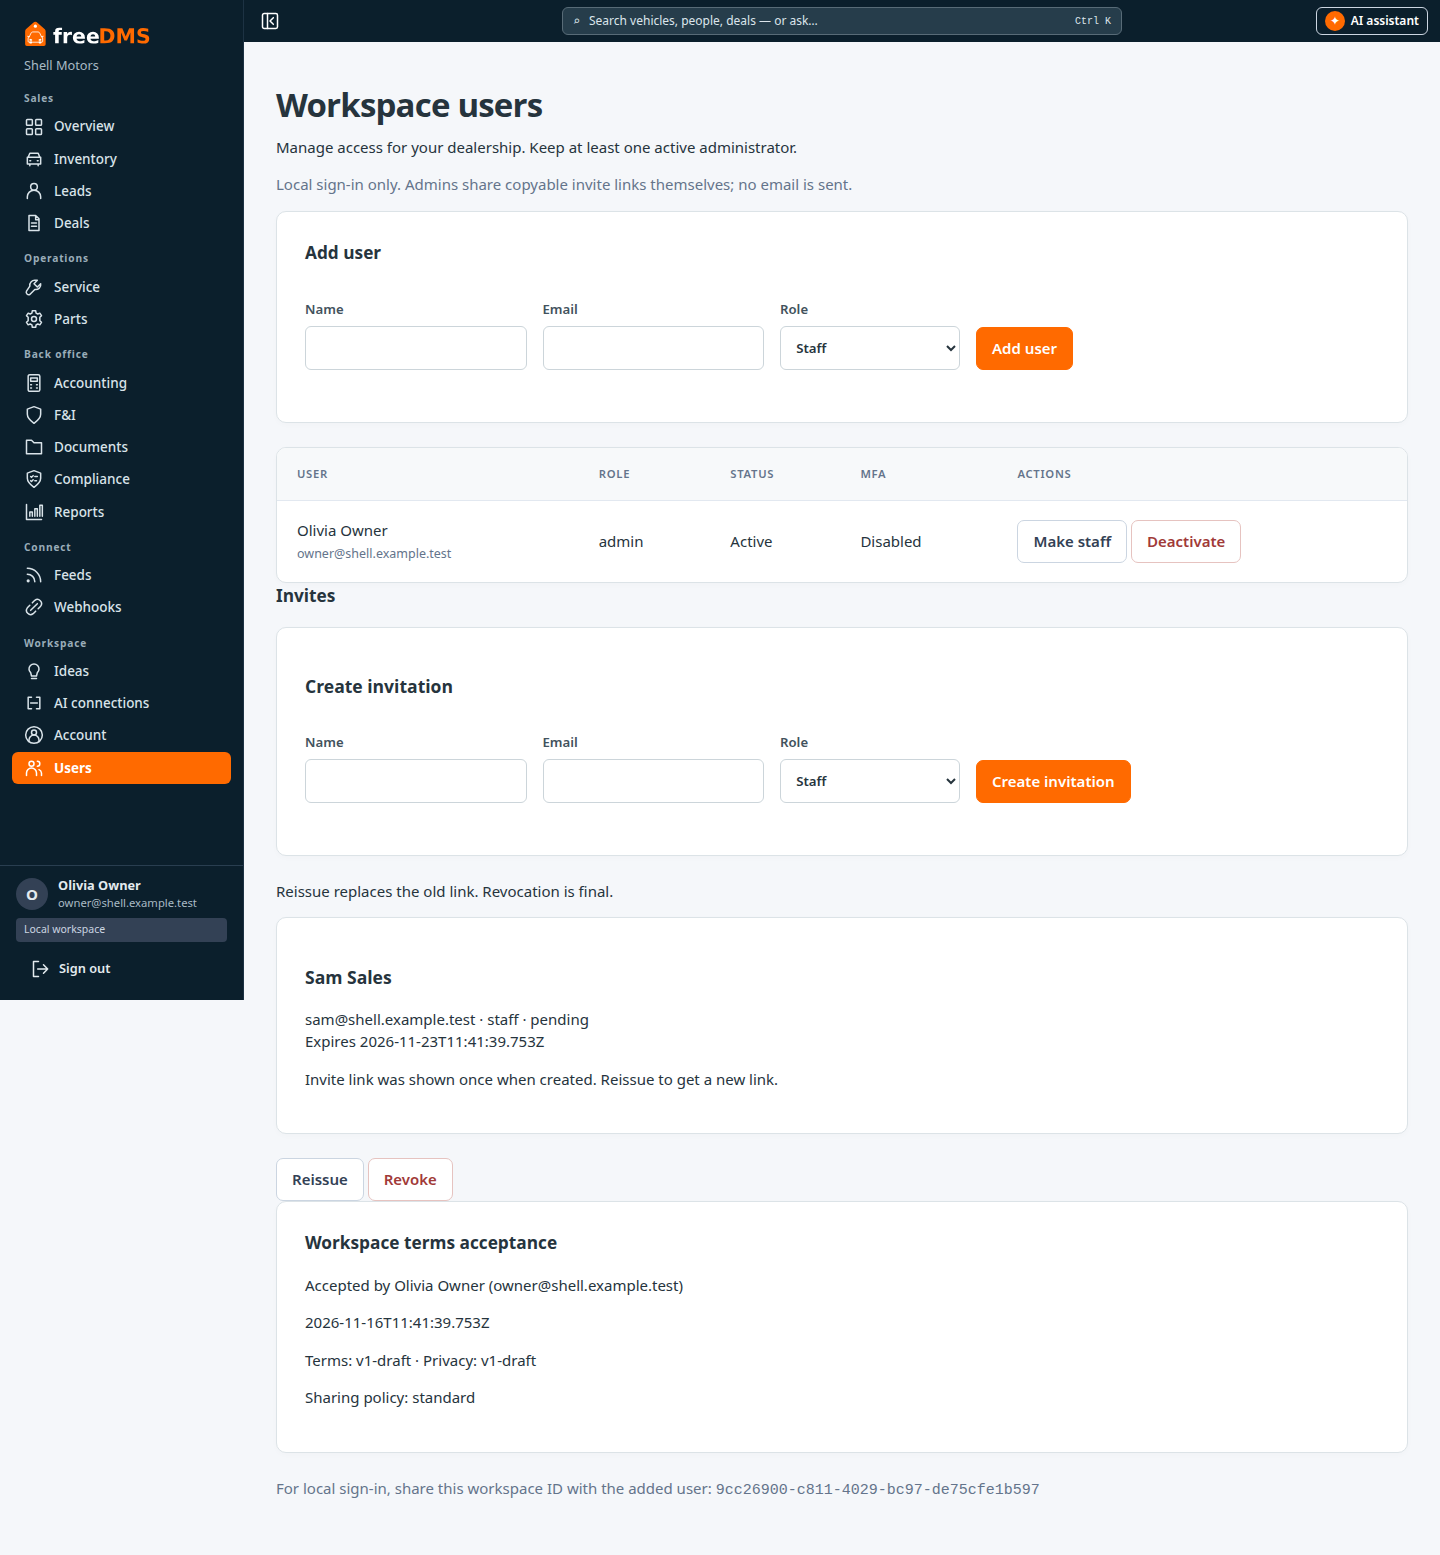 freeDMS
Shell Motors
Sales
Overview
Inventory
Leads
Deals
Operations
Service
Parts
Back office
Accounting
F&I
Documents
Compliance
Reports
Connect
Feeds
Webhooks
Workspace
Ideas
AI connections
Account
Users
O
Olivia Owner
owner@shell.example.test
Local workspace
Sign out
Search vehicles, people, deals — or ask... Ctrl K
AI assistant
Workspace users
Manage access for your dealership. Keep at least one active administrator.
Local sign-in only. Admins share copyable invite links themselves; no email is sent.
Add user
Name Email Role
Staff Add user
USER ROLE STATUS MFA ACTIONS
Olivia Owner
owner@shell.example.test
admin Active Disabled Make staff Deactivate
Invites
Create invitation
Name Email Role
Staff Create invitation
Reissue replaces the old link. Revocation is final.
Sam Sales
sam@shell.example.test · staff · pending
Expires 2026-11-23T11:41:39.753Z
Invite link was shown once when created. Reissue to get a new link.
Reissue Revoke
Workspace terms acceptance
Accepted by Olivia Owner (owner@shell.example.test)
2026-11-16T11:41:39.753Z
Terms: v1-draft · Privacy: v1-draft
Sharing policy: standard
For local sign-in, share this workspace ID with the added user: 9cc26900-c811-4029-bc97-de75cfe1b597